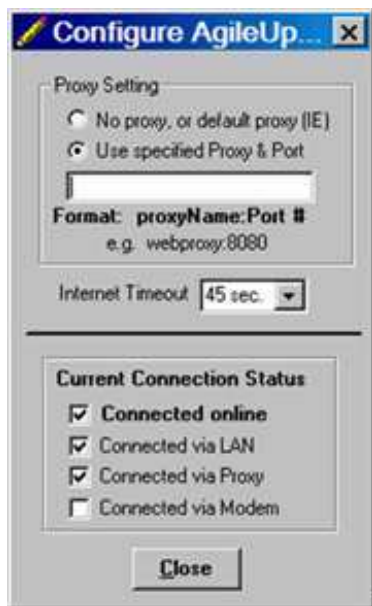 Configure AgileUp...
Proxy Setting
No proxy, or default proxy (IE)
Use specified Proxy & Port
Format: proxyName:Port #
e.g. webproxy:8080
Internet Timeout 45 sec.
Current Connection Status
Connected online
Connected via LAN
Connected via Proxy
Connected via Modem
Close